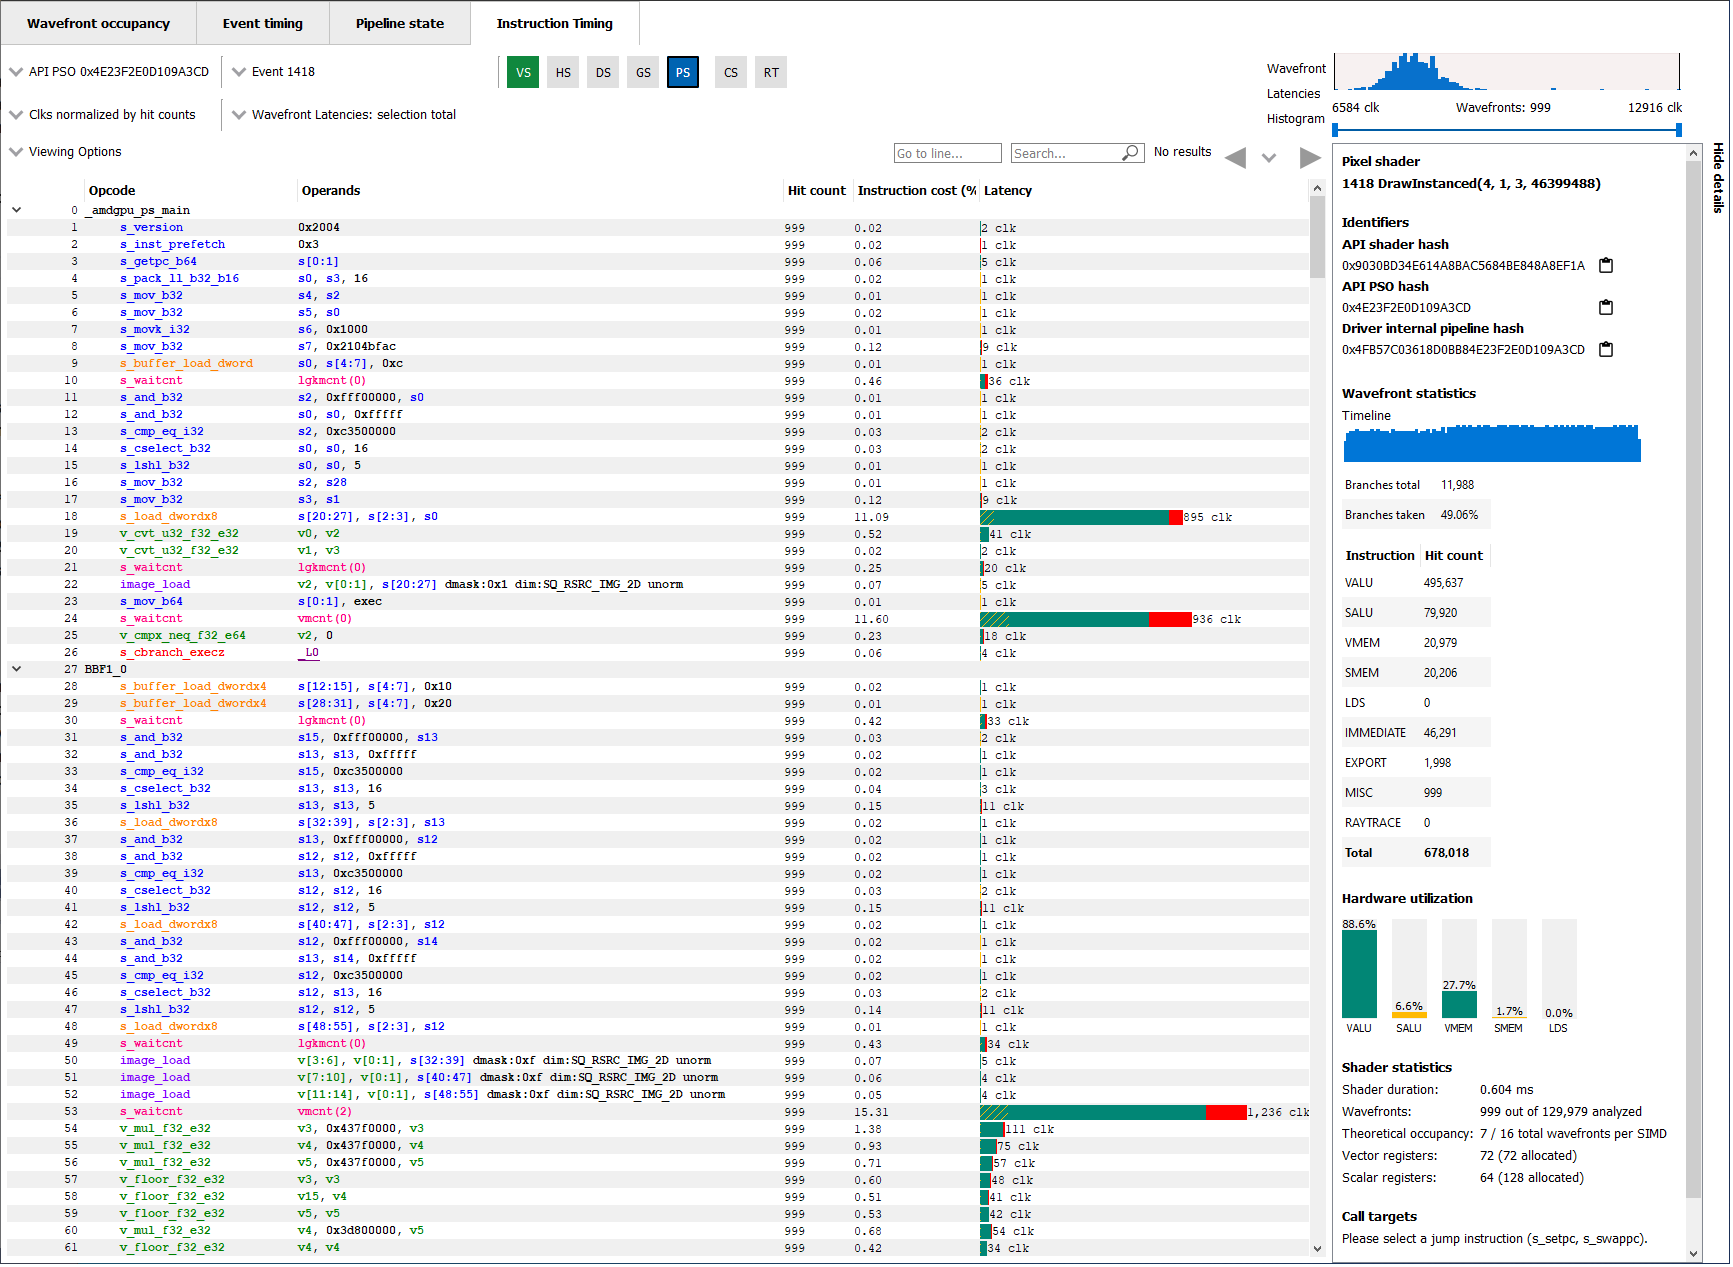 Wavefront occupancy Event timing Pipeline state Instruction Timing
API PSO 0x4E23F2E0D109A3CD Event 1418 VS HS DS GS PS CS RT
Clks normalized by hit counts Wavefront Latencies: selection total
Viewing Options Go to line... Search... No results
Wavefront
Latencies
Histogram
6584 clk Wavefronts: 999 12916 clk
Hide details
Opcode Operands Hit count Instruction cost (% Latency
0 _amdgpu_ps_main
1 s_version 0x2004 999 0.02 2 clk
2 s_inst_prefetch 0x3 999 0.02 1 clk
3 s_getpc_b64 s[0:1] 999 0.06 5 clk
4 s_pack_ll_b32_b16 s0, s3, 16 999 0.02 1 clk
5 s_mov_b32 s4, s2 999 0.01 1 clk
6 s_mov_b32 s5, s0 999 0.02 1 clk
7 s_movk_i32 s6, 0x1000 999 0.01 1 clk
8 s_mov_b32 s7, 0x2104bfac 999 0.12 9 clk
9 s_buffer_load_dword s0, s[4:7], 0xc 999 0.01 1 clk
10 s_waitcnt lgkmcnt(0) 999 0.46 36 clk
11 s_and_b32 s2, 0xfff00000, s0 999 0.01 1 clk
12 s_and_b32 s0, s0, 0xfffff 999 0.01 1 clk
13 s_cmp_eq_i32 s2, 0xc3500000 999 0.03 2 clk
14 s_cselect_b32 s0, s0, 16 999 0.03 2 clk
15 s_lshl_b32 s0, s0, 5 999 0.01 1 clk
16 s_mov_b32 s2, s28 999 0.01 1 clk
17 s_mov_b32 s3, s1 999 0.12 9 clk
18 s_load_dwordx8 s[20:27], s[2:3], s0 999 11.09 895 clk
19 v_cvt_u32_f32_e32 v0, v2 999 0.52 41 clk
20 v_cvt_u32_f32_e32 v1, v3 999 0.02 2 clk
21 s_waitcnt lgkmcnt(0) 999 0.25 20 clk
22 image_load v2, v[0:1], s[20:27] dmask:0x1 dim:SQ_RSRC_IMG_2D unorm 999 0.07 5 clk
23 s_mov_b64 s[0:1], exec 999 0.01 1 clk
24 s_waitcnt vmcnt(0) 999 11.60 936 clk
25 v_cmpx_neq_f32_e64 v2, 0 999 0.23 18 clk
26 s_cbranch_execz _L0 999 0.06 4 clk
27 BBF1_0
28 s_buffer_load_dwordx4 s[12:15], s[4:7], 0x10 999 0.02 1 clk
29 s_buffer_load_dwordx4 s[28:31], s[4:7], 0x20 999 0.01 1 clk
30 s_waitcnt lgkmcnt(0) 999 0.42 33 clk
31 s_and_b32 s15, 0xfff00000, s13 999 0.03 2 clk
32 s_and_b32 s13, s13, 0xfffff 999 0.02 1 clk
33 s_cmp_eq_i32 s15, 0xc3500000 999 0.02 1 clk
34 s_cselect_b32 s13, s13, 16 999 0.04 3 clk
35 s_lshl_b32 s13, s13, 5 999 0.15 11 clk
36 s_load_dwordx8 s[32:39], s[2:3], s13 999 0.02 1 clk
37 s_and_b32 s13, 0xfff00000, s12 999 0.02 1 clk
38 s_and_b32 s12, s12, 0xfffff 999 0.02 1 clk
39 s_cmp_eq_i32 s13, 0xc3500000 999 0.02 1 clk
40 s_cselect_b32 s12, s12, 16 999 0.03 2 clk
41 s_lshl_b32 s12, s12, 5 999 0.15 11 clk
42 s_load_dwordx8 s[40:47], s[2:3], s12 999 0.02 1 clk
43 s_and_b32 s12, 0xfff00000, s14 999 0.02 1 clk
44 s_and_b32 s13, s14, 0xfffff 999 0.02 1 clk
45 s_cmp_eq_i32 s12, 0xc3500000 999 0.02 1 clk
46 s_cselect_b32 s12, s13, 16 999 0.03 2 clk
47 s_lshl_b32 s12, s12, 5 999 0.14 11 clk
48 s_load_dwordx8 s[48:55], s[2:3], s12 999 0.01 1 clk
49 s_waitcnt lgkmcnt(0) 999 0.43 34 clk
50 image_load v[3:6], v[0:1], s[32:39] dmask:0xf dim:SQ_RSRC_IMG_2D unorm 999 0.07 5 clk
51 image_load v[7:10], v[0:1], s[40:47] dmask:0xf dim:SQ_RSRC_IMG_2D unorm 999 0.06 4 clk
52 image_load v[11:14], v[0:1], s[48:55] dmask:0xf dim:SQ_RSRC_IMG_2D unorm 999 0.05 4 clk
53 s_waitcnt vmcnt(2) 999 15.31 1,236 clk
54 v_mul_f32_e32 v3, 0x437f0000, v3 999 1.38 111 clk
55 v_mul_f32_e32 v4, 0x437f0000, v4 999 0.93 75 clk
56 v_mul_f32_e32 v5, 0x437f0000, v5 999 0.71 57 clk
57 v_floor_f32_e32 v3, v3 999 0.60 48 clk
58 v_floor_f32_e32 v15, v4 999 0.51 41 clk
59 v_floor_f32_e32 v5, v5 999 0.53 42 clk
60 v_mul_f32_e32 v4, 0x3d800000, v5 999 0.68 54 clk
61 v_floor_f32_e32 v4, v4 999 0.42 34 clk
Pixel shader
1418 DrawInstanced(4, 1, 3, 46399488)
Identifiers
API shader hash
0x9030BD34E614A8BAC5684BE848A8EF1A
API PSO hash
0x4E23F2E0D109A3CD
Driver internal pipeline hash
0x4FB57C03618D0BB84E23F2E0D109A3CD
Wavefront statistics
Timeline
Branches total 11,988
Branches taken 49.06%
Instruction Hit count
VALU 495,637
SALU 79,920
VMEM 20,979
SMEM 20,206
LDS 0
IMMEDIATE 46,291
EXPORT 1,998
MISC 999
RAYTRACE 0
Total 678,018
Hardware utilization
88.6% 6.6% 27.7% 1.7% 0.0%
VALU SALU VMEM SMEM LDS
Shader statistics
Shader duration: 0.604 ms
Wavefronts: 999 out of 129,979 analyzed
Theoretical occupancy: 7 / 16 total wavefronts per SIMD
Vector registers: 72 (72 allocated)
Scalar registers: 64 (128 allocated)
Call targets
Please select a jump instruction (s_setpc, s_swappc).